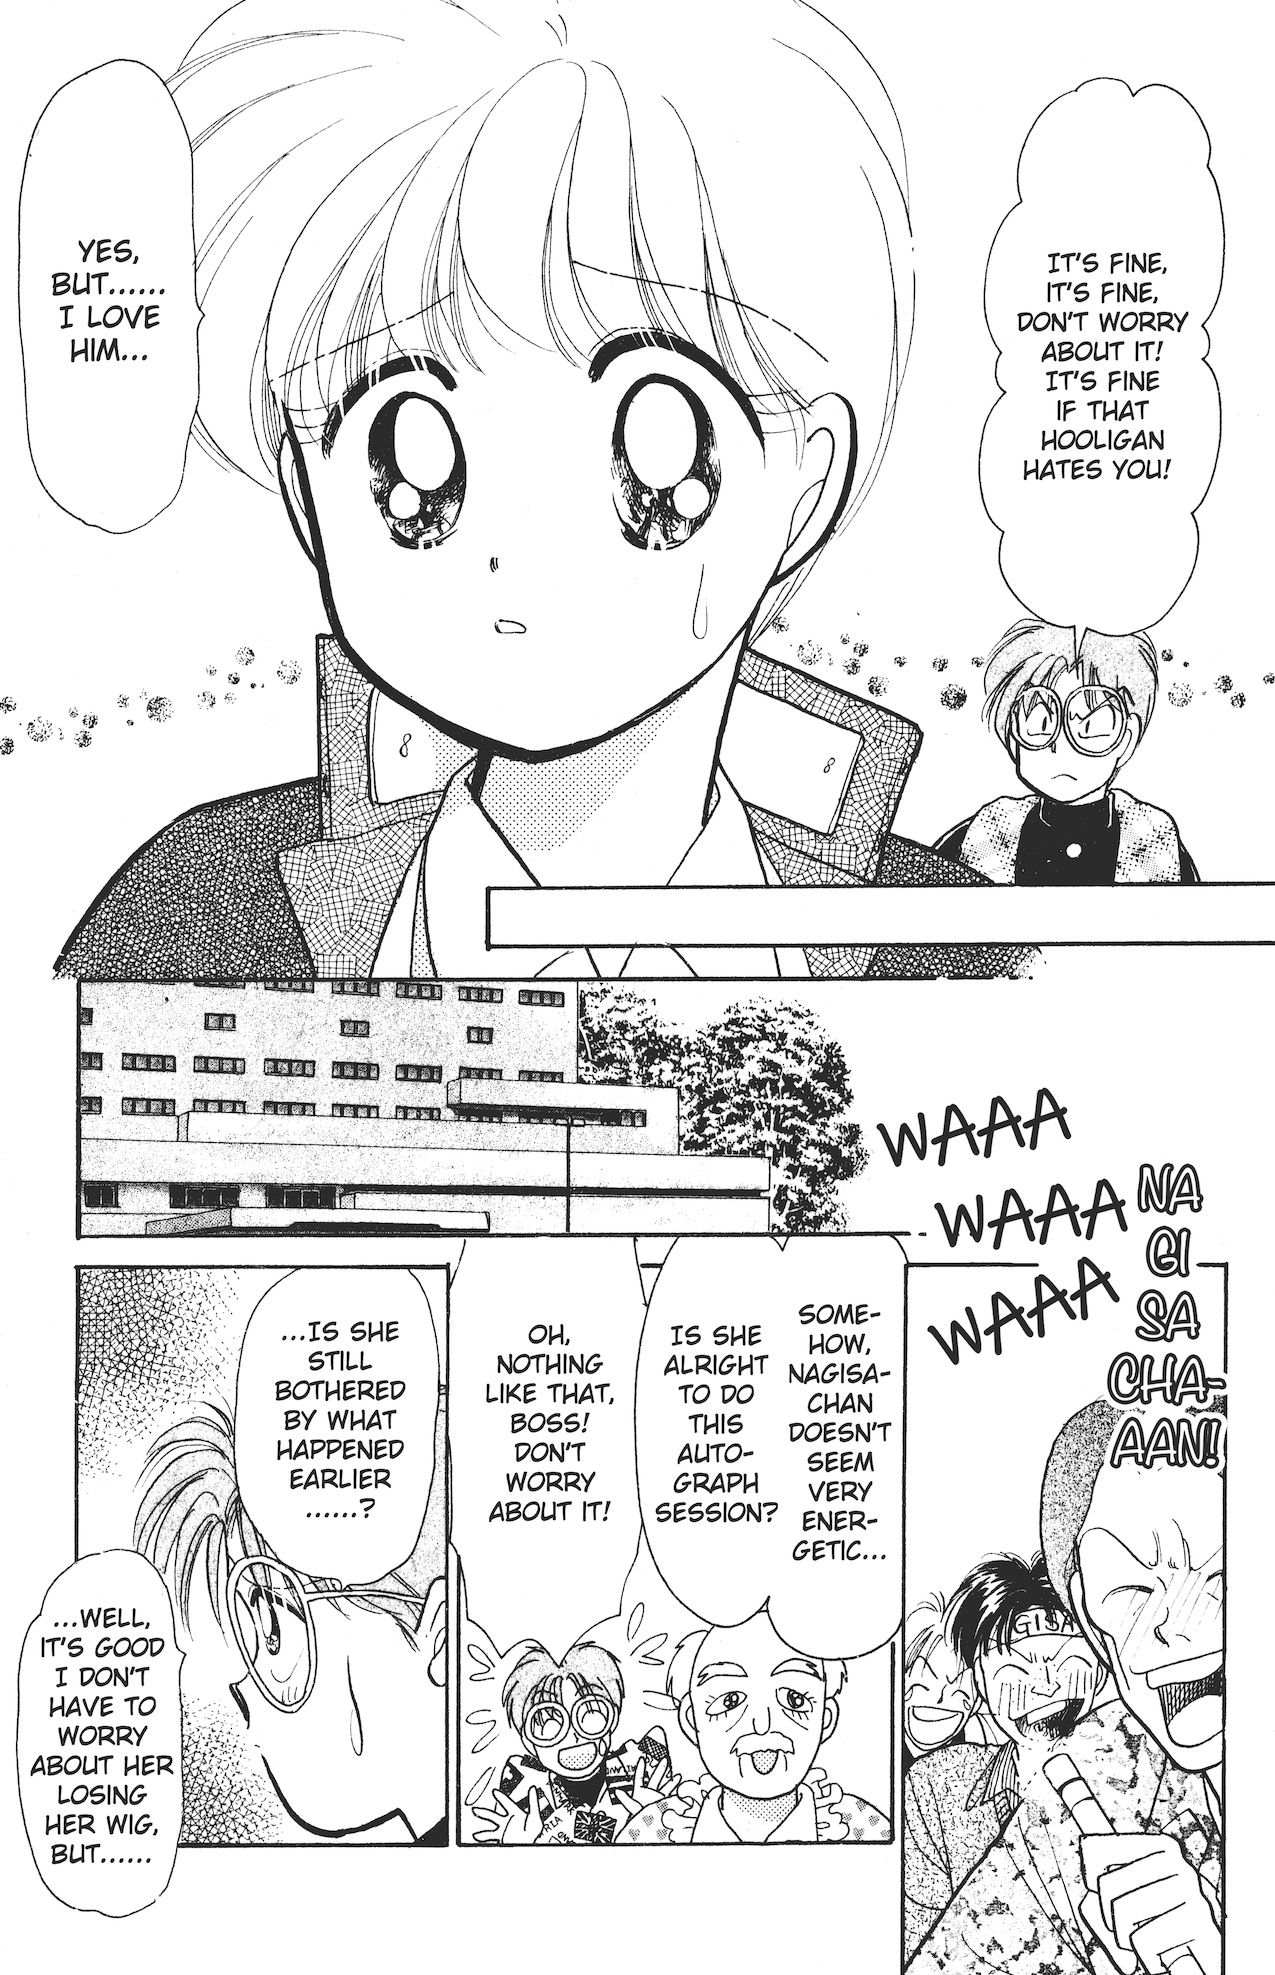 IT'S FINE,
IT'S FINE,
DON'T WORRY
ABOUT IT!
IT'S FINE
IF THAT
HOOLIGAN
HATES YOU!
YES,
BUT......
I LOVE
HIM...
8
8
WAAA
WAAA
WAAA
NA
GI
SA
CHA-
AAN!
GISA
SOME-
HOW,
NAGISA-
CHAN
DOESN'T
SEEM
VERY
ENER-
GETIC...
IS SHE
ALRIGHT
TO DO
THIS
AUTO-
GRAPH
SESSION?
OH,
NOTHING
LIKE THAT,
BOSS!
DON'T
WORRY
ABOUT IT!
...IS SHE
STILL
BOTHERED
BY WHAT
HAPPENED
EARLIER
......?
...WELL,
IT'S GOOD
I DON'T
HAVE TO
WORRY
ABOUT HER
LOSING
HER WIG,
BUT......